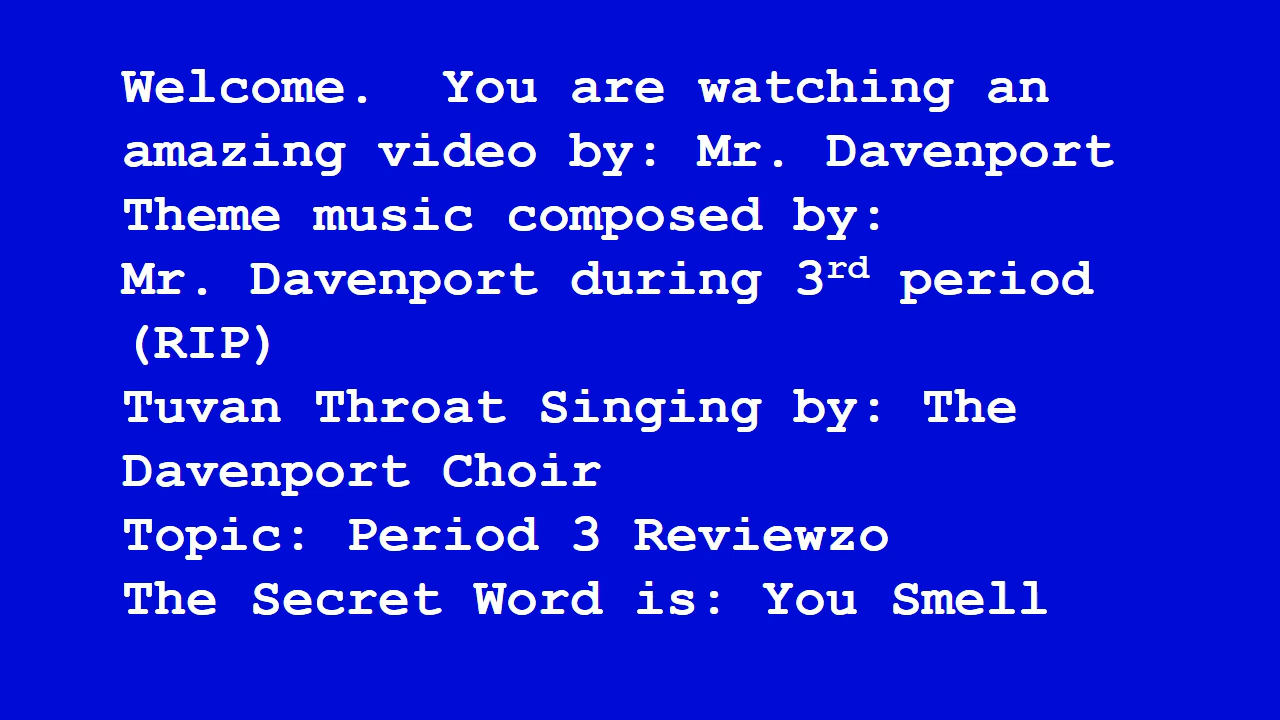 Welcome.  You are watching an
amazing video by: Mr. Davenport
Theme music composed by:
Mr. Davenport during 3rd period
(RIP)
Tuvan Throat Singing by: The
Davenport Choir
Topic: Period 3 Reviewzo
The Secret Word is: You Smell